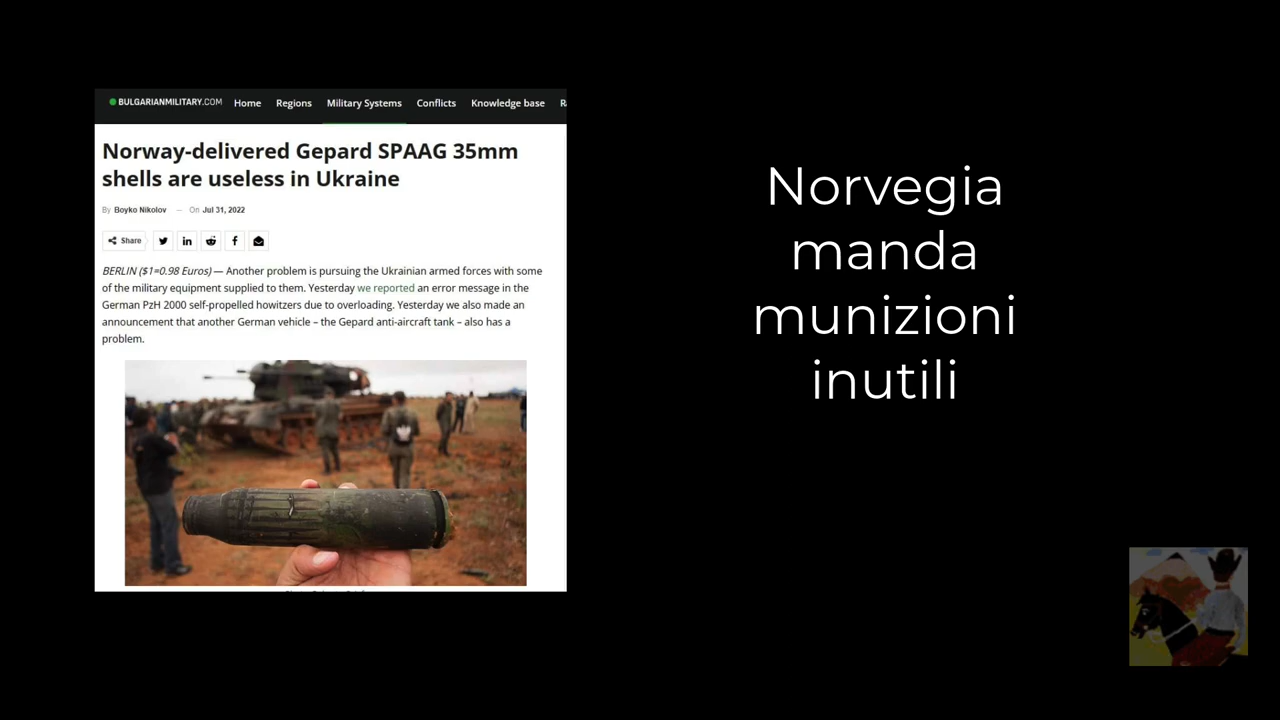 BULGARIANMILITARY.COM Home Regions Military Systems Conflicts Knowledge base
Norway-delivered Gepard SPAAG 35mm
shells are useless in Ukraine
By Boyko Nikolov — On Jul 31, 2022
Share
BERLIN ($1=0.98 Euros) — Another problem is pursuing the Ukrainian armed forces with some
of the military equipment supplied to them. Yesterday we reported an error message in the
German PzH 2000 self-propelled howitzers due to overloading. Yesterday we also made an
announcement that another German vehicle – the Gepard anti-aircraft tank – also has a
problem.
Norvegia
manda
munizioni
inutili